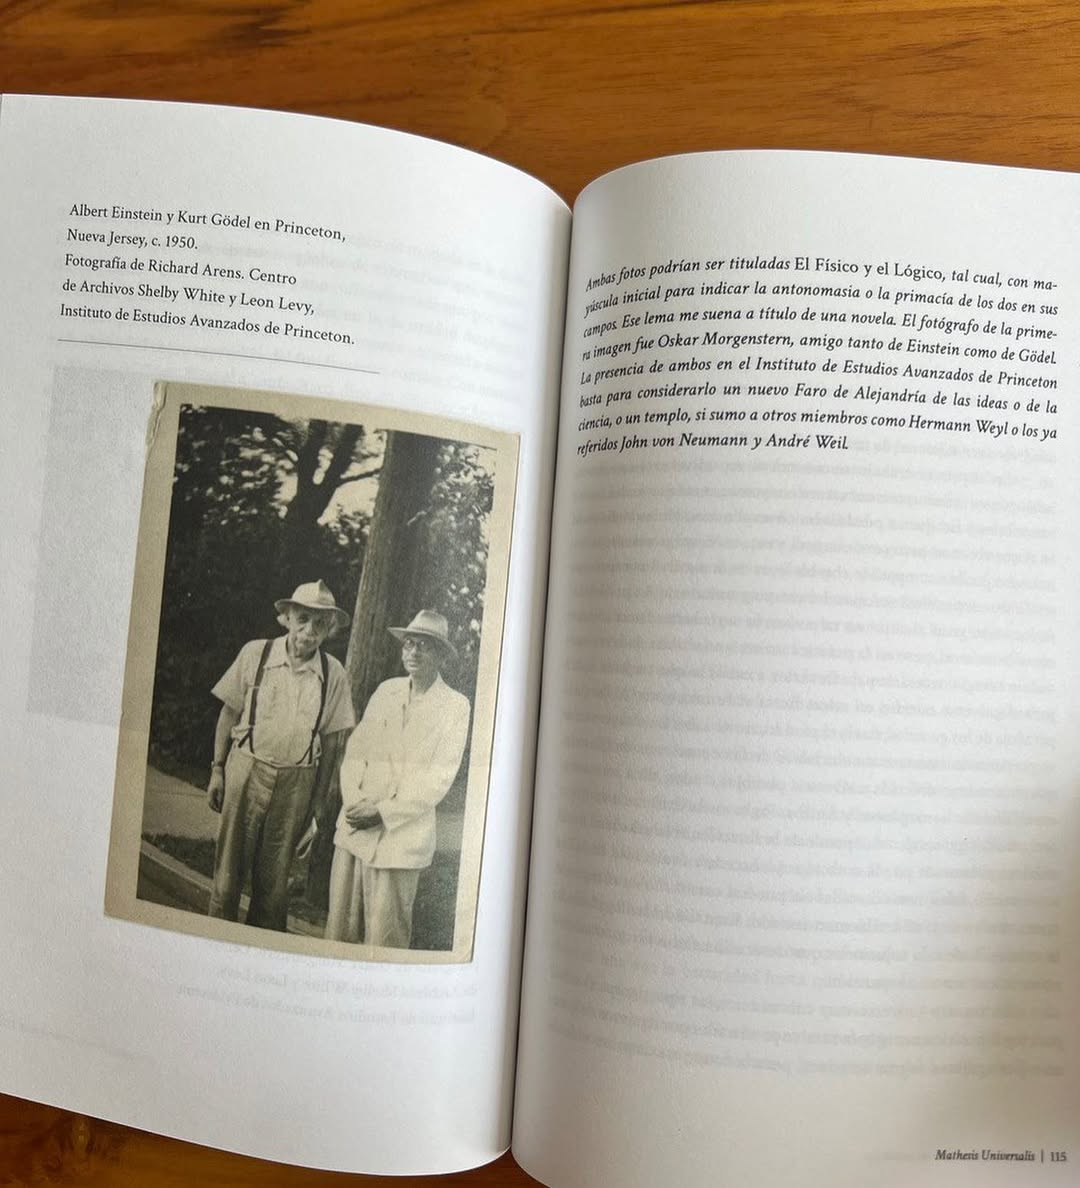 Albert Einstein y Kurt Gödel en Princeton,
Nueva Jersey, c. 1950.
Fotografía de Richard Arens. Centro
de Archivos Shelby White y Leon Levy,
Instituto de Estudios Avanzados de Princeton.
Ambas fotos podrían ser tituladas El Físico y el Lógico, tal cual, con ma-
yúscula inicial para indicar la antonomasia o la primacía de los dos en sus
campos. Ese lema me suena a título de una novela. El fotógrafo de la prime-
ra imagen fue Oskar Morgenstern, amigo tanto de Einstein como de Gödel.
La presencia de ambos en el Instituto de Estudios Avanzados de Princeton
basta para considerarlo un nuevo Faro de Alejandría de las ideas o de la
ciencia, o un templo, si sumo a otros miembros como Hermann Weyl o los ya
referidos John von Neumann y André Weil.
Mathesis Universalis | 115